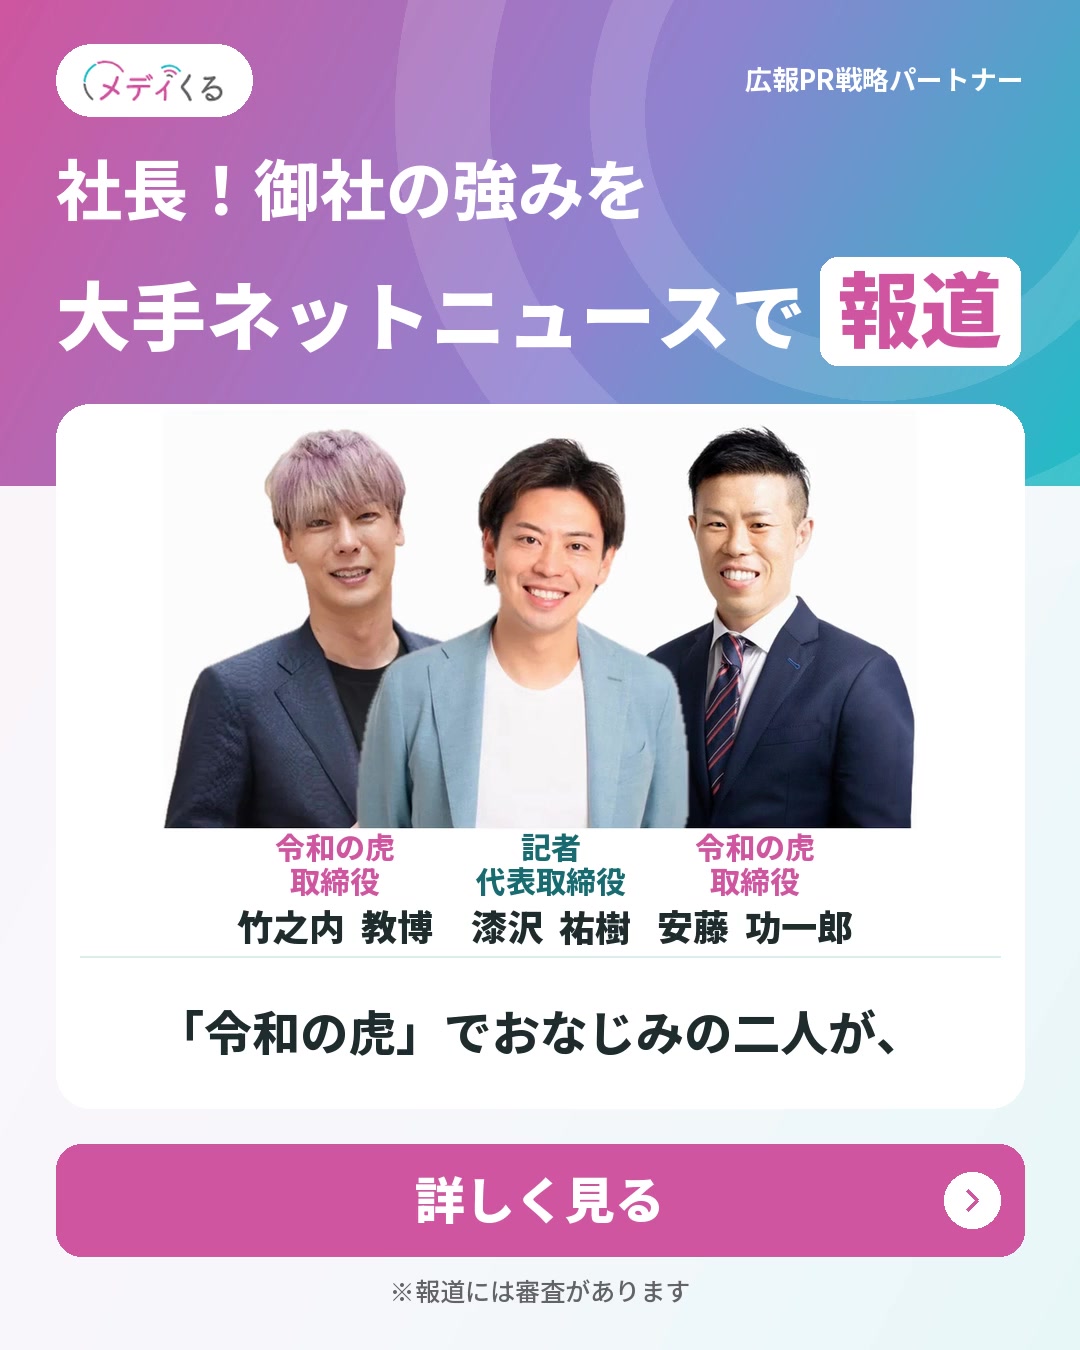 メディくる
広報PR戦略パートナー
社長！御社の強みを
大手ネットニュースで 報道
令和の虎
取締役
竹之内 教博
記者
代表取締役
漆沢 祐樹
令和の虎
取締役
安藤 功一郎
「令和の虎」でおなじみの二人が、
詳しく見る
※報道には審査があります